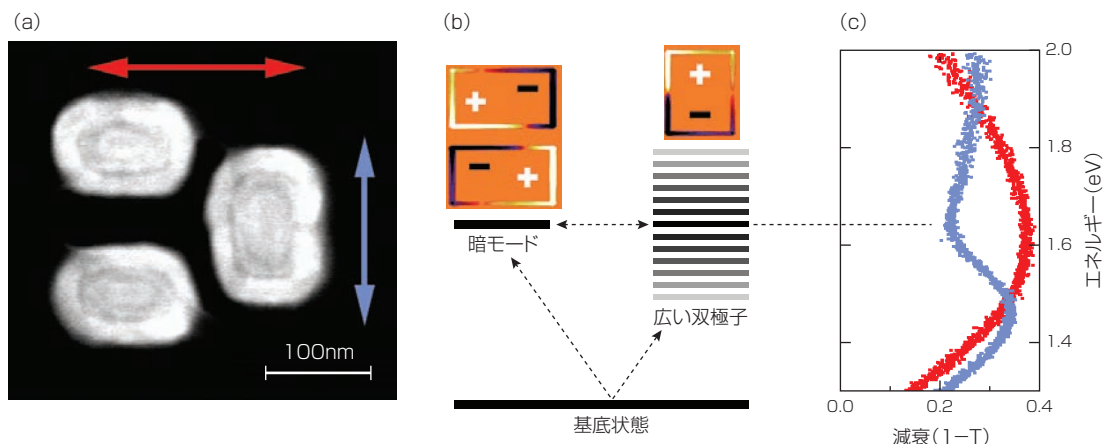 (a)
100nm
(b)
+ −
− +
+
−
暗モード
広い双極子
基底状態
(c)
2.0
1.8
1.6
1.4
エネルギー(eV)
0.0 0.2 0.4
減衰(1−T)